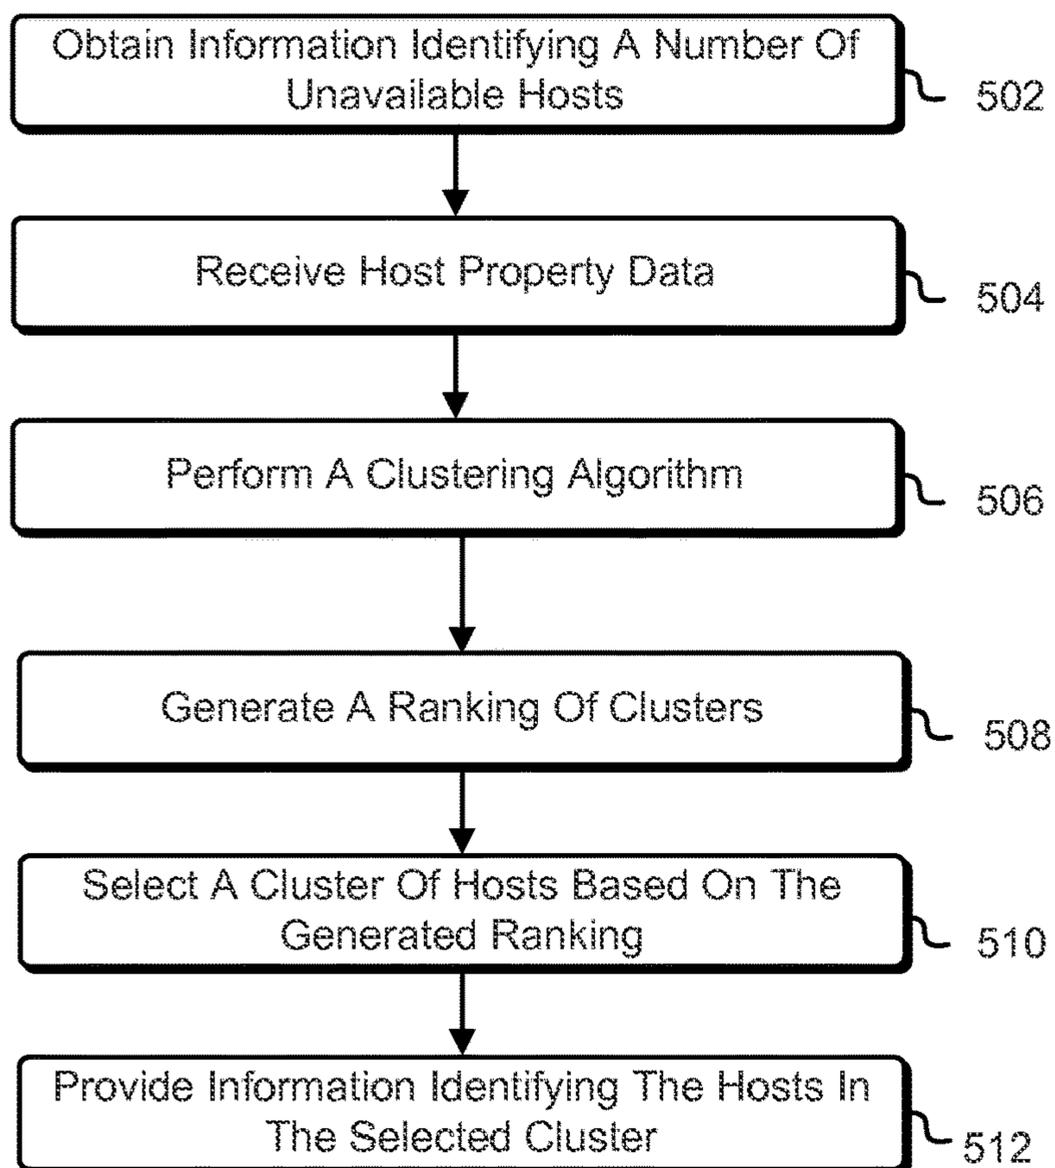 Obtain Information Identifying A Number Of
Unavailable Hosts
502
Receive Host Property Data
504
Perform A Clustering Algorithm
506
Generate A Ranking Of Clusters
508
Select A Cluster Of Hosts Based On The
Generated Ranking
510
Provide Information Identifying The Hosts In
The Selected Cluster
512